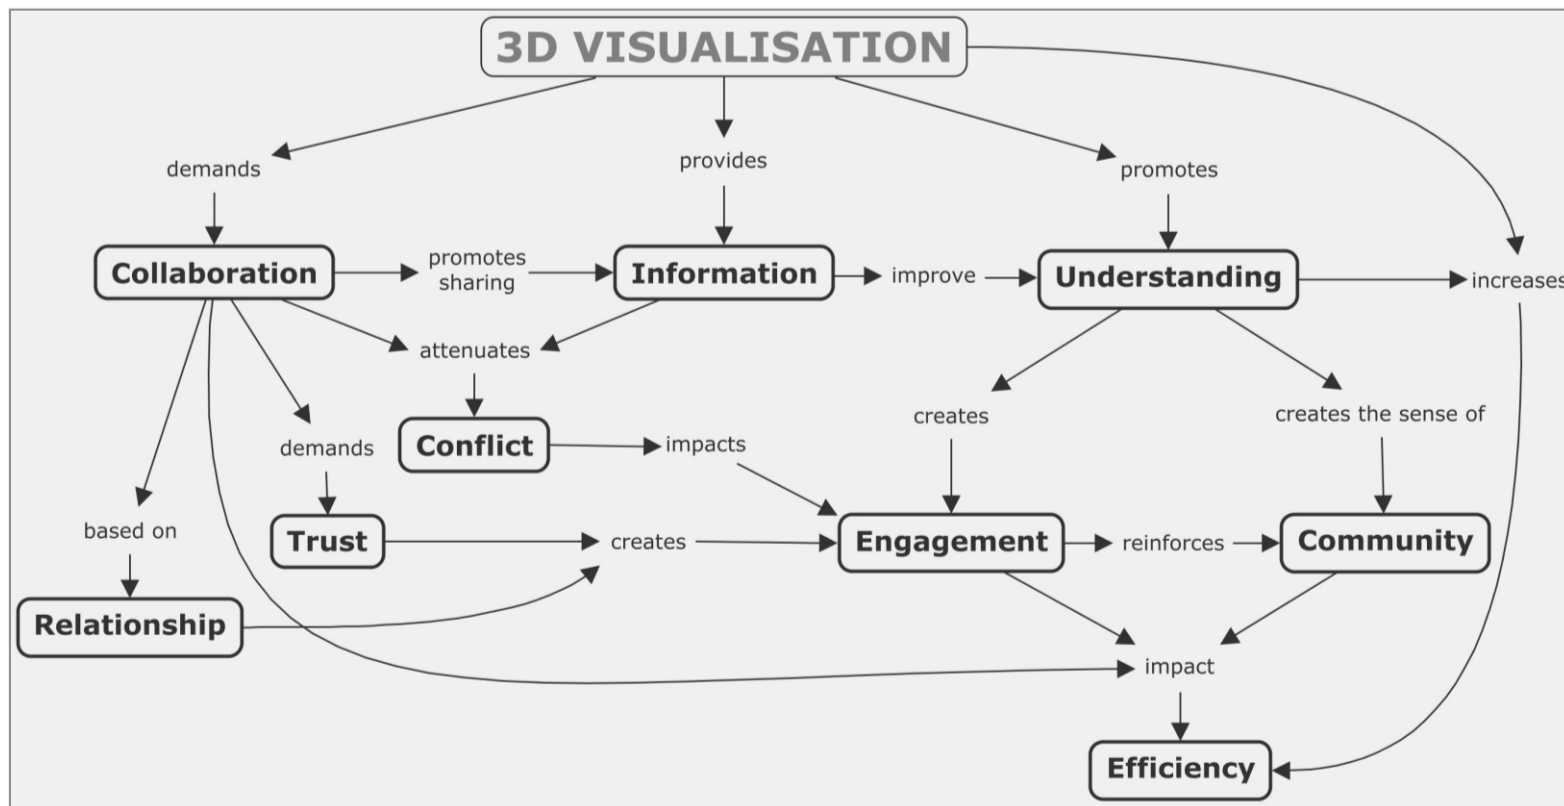 3D VISUALISATION
demands
provides
promotes
Collaboration
promotes
sharing
Information
improve
Understanding
increases
attenuates
creates
creates the sense of
Conflict
impacts
demands
based on
Trust
creates
Engagement
reinforces
Community
Relationship
impact
Efficiency